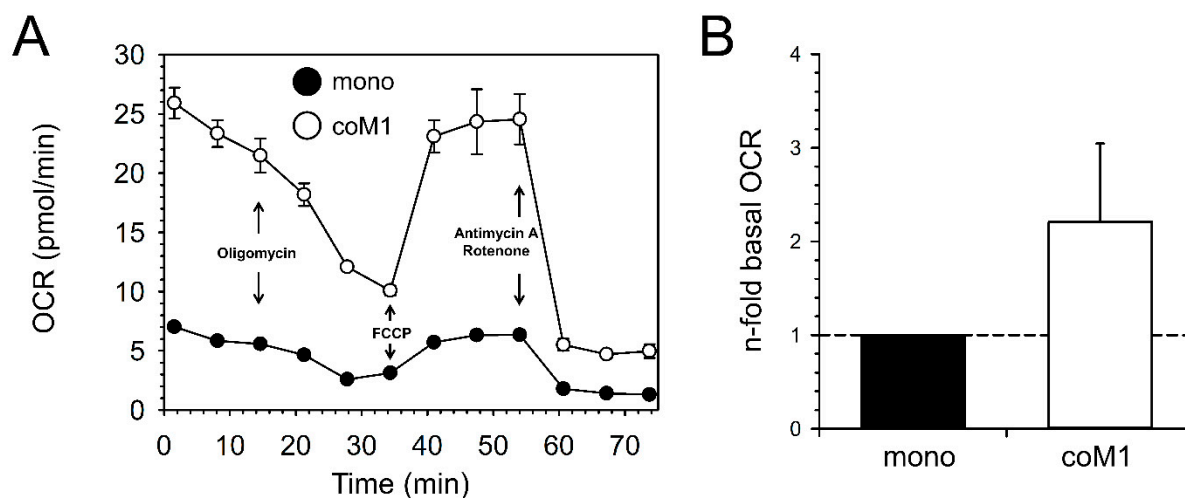 A
OCR (pmol/min)
30
25
20
15
10
5
0
mono
coM1
Oligomycin
FCCP
Antimycin A
Rotenone
0 10 20 30 40 50 60 70
Time (min)
B
n-fold basal OCR
4
3
2
1
0
mono coM1